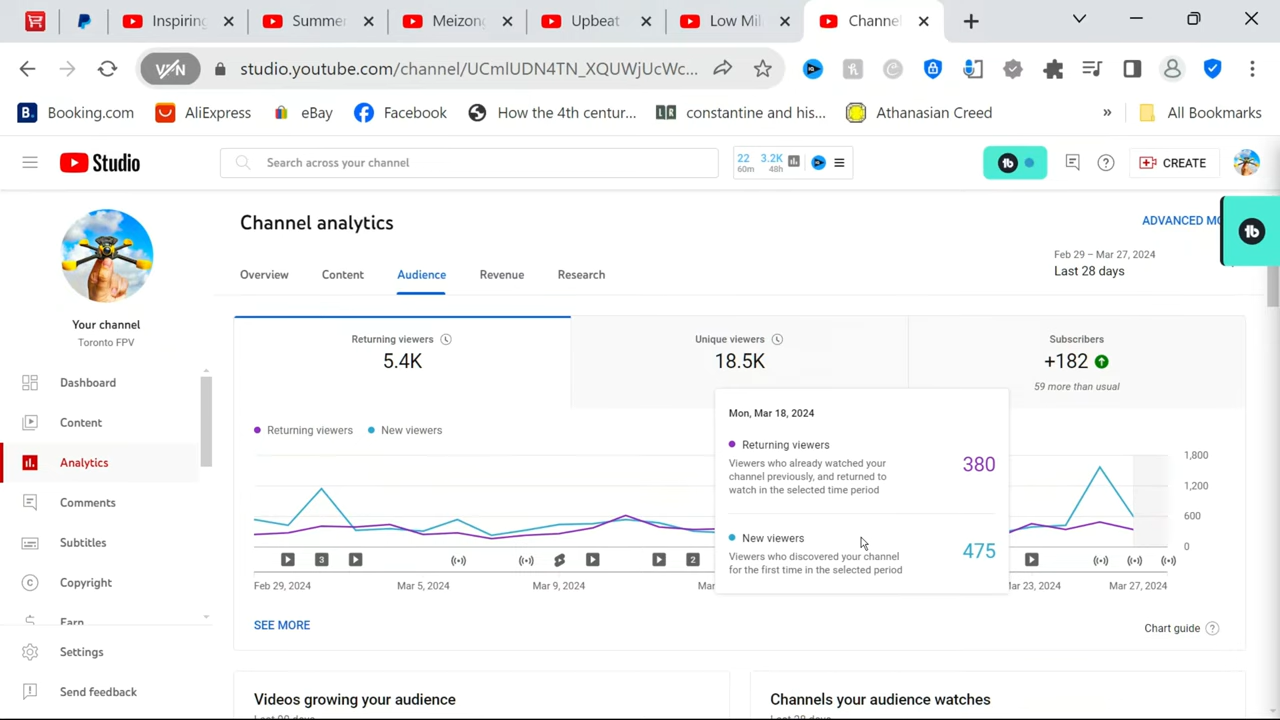 Inspiring
Summer
Meizong
Upbeat
Low Mil
Channel
VPN
studio.youtube.com/channel/UCmlUDN4TN_XQUWjUcWc...
Booking.com
AliExpress
eBay
Facebook
How the 4th centur...
constantine and his...
Athanasian Creed
»
All Bookmarks
Studio
Search across your channel
22 3.2K
60m 48h
CREATE
Channel analytics
ADVANCED MO
Feb 29 – Mar 27, 2024
Last 28 days
Overview
Content
Audience
Revenue
Research
Your channel
Toronto FPV
Dashboard
Content
Analytics
Comments
Subtitles
Copyright
Earn
Settings
Send feedback
Returning viewers
5.4K
Unique viewers
18.5K
Subscribers
+182
59 more than usual
Returning viewers
New viewers
Mon, Mar 18, 2024
Returning viewers
Viewers who already watched your
channel previously, and returned to
watch in the selected time period
380
New viewers
Viewers who discovered your channel
for the first time in the selected period
475
1,800
1,200
600
0
3
2
Feb 29, 2024
Mar 5, 2024
Mar 9, 2024
Mar
ar 23, 2024
Mar 27, 2024
SEE MORE
Chart guide
Videos growing your audience
Channels your audience watches